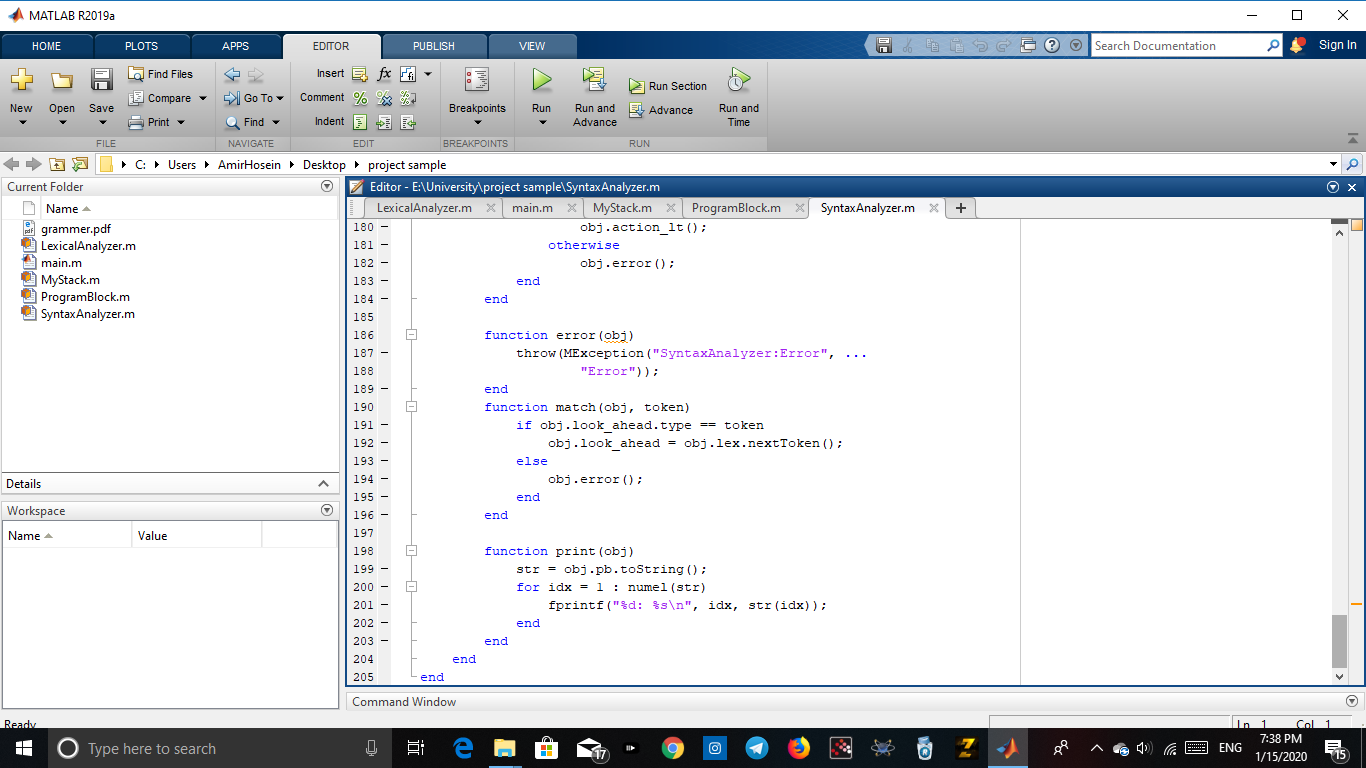 MATLAB R2019a
HOME PLOTS APPS EDITOR PUBLISH VIEW Search Documentation Sign In
New Open Save Find Files Compare Print Go To Find Insert fx Comment Indent Breakpoints Run Run and Advance Run Section Advance Run and Time
FILE NAVIGATE EDIT BREAKPOINTS RUN
C: Users AmirHosein Desktop project sample
Current Folder
Name
grammer.pdf
LexicalAnalyzer.m
main.m
MyStack.m
ProgramBlock.m
SyntaxAnalyzer.m
Details
Workspace
Name Value
Editor - E:\University\project sample\SyntaxAnalyzer.m
LexicalAnalyzer.m main.m MyStack.m ProgramBlock.m SyntaxAnalyzer.m
180 obj.action_lt();
181 otherwise
182 obj.error();
183 end
184 end
185
186 function error(obj)
187 throw(MException("SyntaxAnalyzer:Error", ...
188 "Error"));
189 end
190 function match(obj, token)
191 if obj.look_ahead.type == token
192 obj.look_ahead = obj.lex.nextToken();
193 else
194 obj.error();
195 end
196 end
197
198 function print(obj)
199 str = obj.pb.toString();
200 for idx = 1 : numel(str)
201 fprintf("%d: %s\n", idx, str(idx));
202 end
203 end
204 end
205 end
Command Window
Ready Ln 1 Col 1
Type here to search 17 ENG 7:38 PM
1/15/2020 15